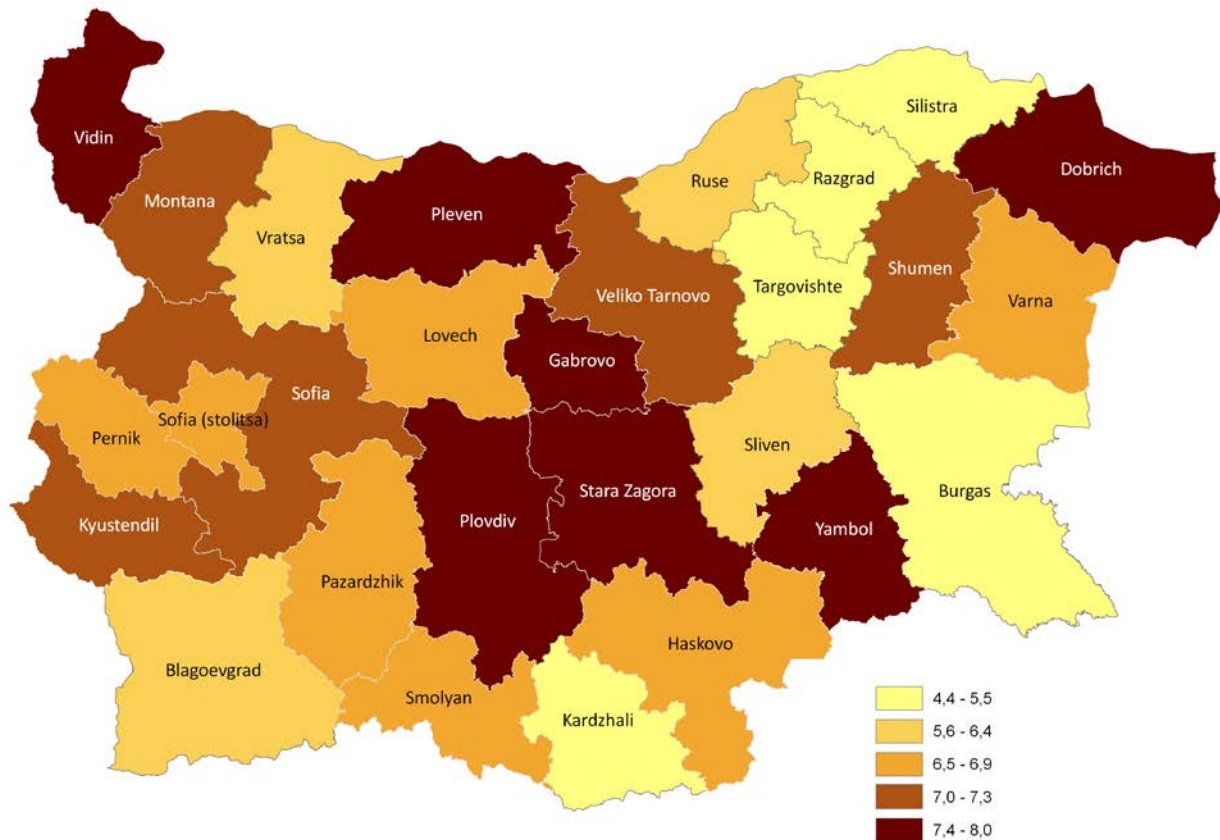 Silistra
Vidin
Dobrich
Ruse
Razgrad
Montana
Pleven
Vratsa
Shumen
Targovishte
Veliko Tarnovo
Varna
Lovech
Gabrovo
Sofia
Sofia (stolitsa)
Pernik
Sliven
Stara Zagora
Burgas
Plovdiv
Kyustendil
Yambol
Pazardzhik
Haskovo
Blagoevgrad
Smolyan
Kardzhali
4,4 - 5,5
5,6 - 6,4
6,5 - 6,9
7,0 - 7,3
7,4 - 8,0